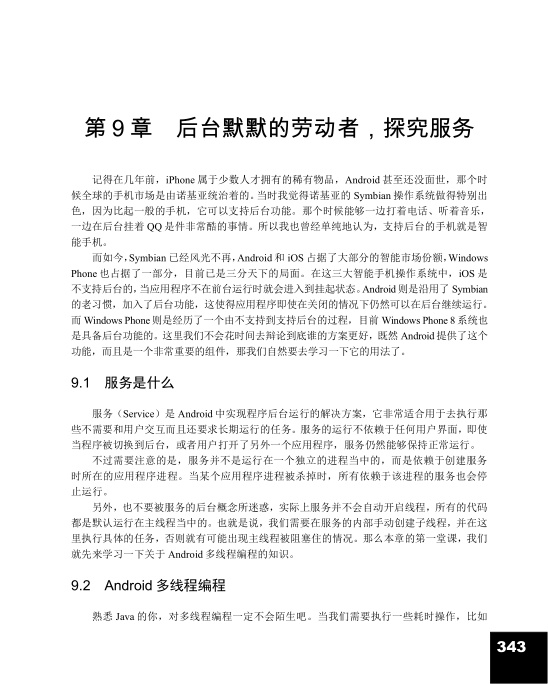 第 9 章　后台默默的劳动者，探究服务
记得在几年前，iPhone 属于少数人才拥有的稀有物品，Android 甚至还没面世，那个时
候全球的手机市场是由诺基亚统治着的。当时我觉得诺基亚的 Symbian 操作系统做得特别出
色，因为比起一般的手机，它可以支持后台功能。那个时候能够一边打着电话、听着音乐，
一边在后台挂着 QQ 是件非常酷的事情。所以我也曾经单纯地认为，支持后台的手机就是智
能手机。
而如今，Symbian 已经风光不再，Android 和 iOS 占据了大部分的智能市场份额，Windows
Phone 也占据了一部分，目前已是三分天下的局面。在这三大智能手机操作系统中，iOS 是
不支持后台的，当应用程序不在前台运行时就会进入到挂起状态。Android 则是沿用了 Symbian
的老习惯，加入了后台功能，这使得应用程序即使在关闭的情况下仍然可以在后台继续运行。
而 Windows Phone 则是经历了一个由不支持到支持后台的过程，目前 Windows Phone 8 系统也
是具备后台功能的。这里我们不会花时间去辩论到底谁的方案更好，既然 Android 提供了这个
功能，而且是一个非常重要的组件，那我们自然要去学习一下它的用法了。
9.1　服务是什么
服务（Service）是 Android 中实现程序后台运行的解决方案，它非常适合用于去执行那
些不需要和用户交互而且还要求长期运行的任务。服务的运行不依赖于任何用户界面，即使
当程序被切换到后台，或者用户打开了另外一个应用程序，服务仍然能够保持正常运行。
不过需要注意的是，服务并不是运行在一个独立的进程当中的，而是依赖于创建服务
时所在的应用程序进程。当某个应用程序进程被杀掉时，所有依赖于该进程的服务也会停
止运行。
另外，也不要被服务的后台概念所迷惑，实际上服务并不会自动开启线程，所有的代码
都是默认运行在主线程当中的。也就是说，我们需要在服务的内部手动创建子线程，并在这
里执行具体的任务，否则就有可能出现主线程被阻塞住的情况。那么本章的第一堂课，我们
就先来学习一下关于 Android 多线程编程的知识。
9.2　Android 多线程编程
熟悉 Java 的你，对多线程编程一定不会陌生吧。当我们需要执行一些耗时操作，比如
343